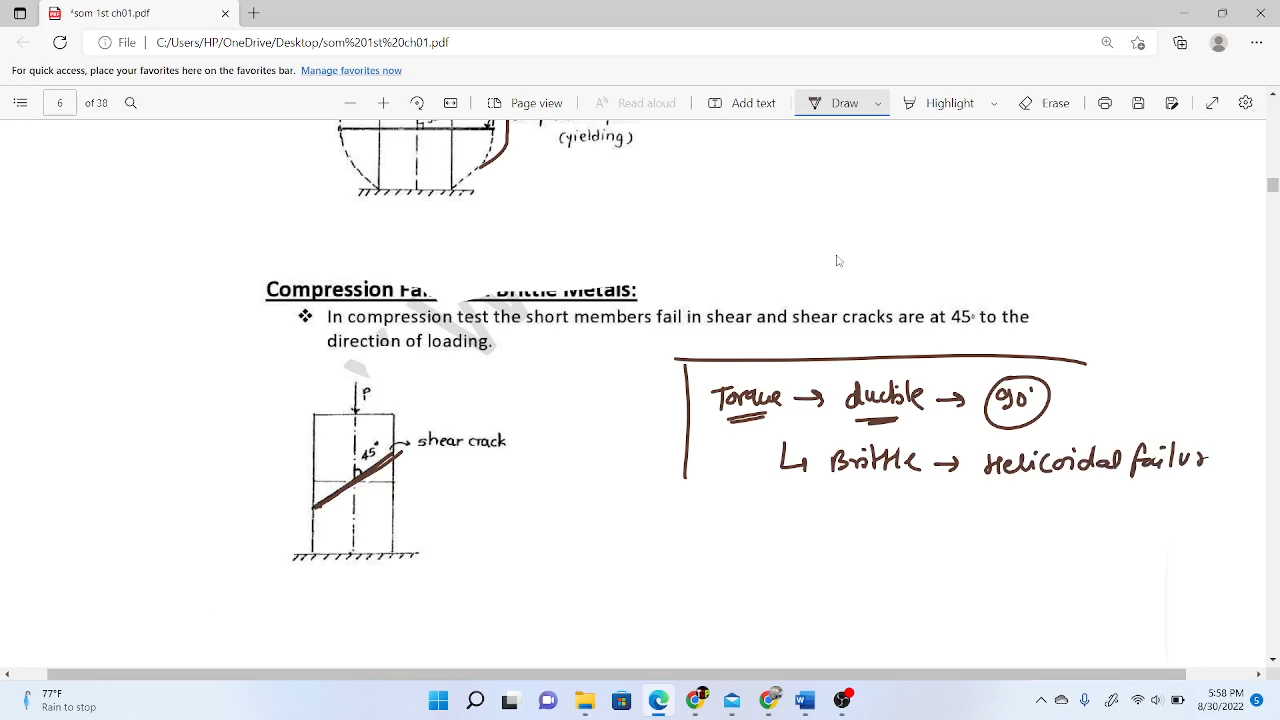 *som 1st ch01.pdf
File C:/Users/HP/OneDrive/Desktop/som%201st%20ch01.pdf
For quick access, place your favorites here on the favorites bar. Manage favorites now
6 of 38 Page view Read aloud Add text Draw Highlight Erase
(yielding)
Compression Brittle Metals:
❖ In compression test the short members fail in shear and shear cracks are at 45° to the
direction of loading.
P
45°
shear crack
Torque → ductile → 90°
↳ Brittle → Helicoidal failur
77°F
Rain to stop
5:58 PM
8/30/2022
5